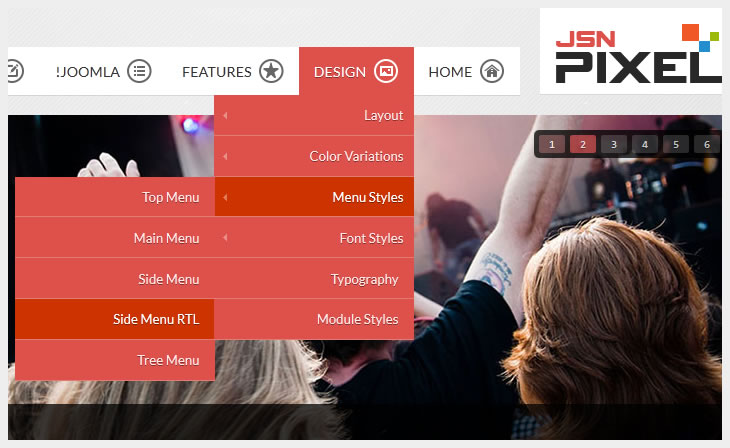 JSN
PIXEL
HOME
DESIGN
FEATURES
!JOOMLA
1 2 3 4 5 6
Layout
Color Variations
Menu Styles
Font Styles
Typography
Module Styles
Top Menu
Main Menu
Side Menu
Side Menu RTL
Tree Menu